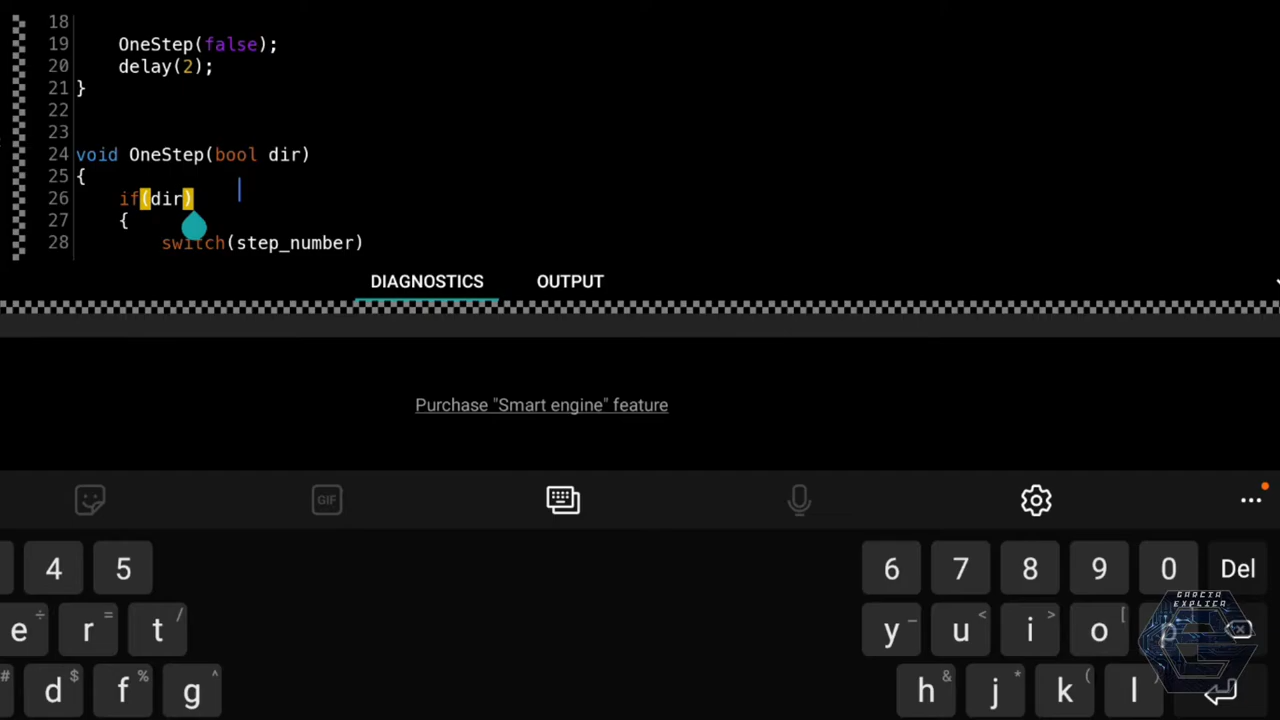 18
19 OneStep(false);
20 delay(2);
21 }
22
23
24 void OneStep(bool dir)
25 {
26 if(dir)
27 {
28 switch(step_number)
DIAGNOSTICS OUTPUT
Purchase "Smart engine" feature
GIF
4 5 6 7 8 9 0 Del
e ÷ r = t / y _ u < i > o [ p
# d $ f % g ^ h & j * k ( l )
GARCIA
EXPLICA